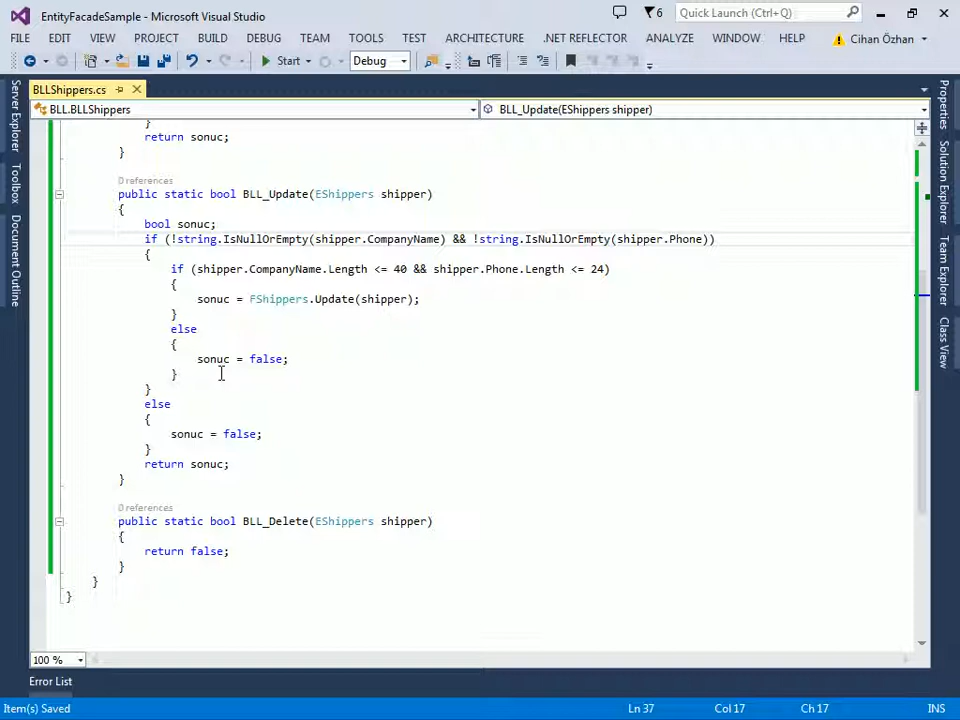 EntityFacadeSample - Microsoft Visual Studio
6
Quick Launch (Ctrl+Q)
FILE EDIT VIEW PROJECT BUILD DEBUG TEAM TOOLS TEST ARCHITECTURE .NET REFLECTOR ANALYZE WINDOW HELP Cihan Özhan
Start Debug
BLLShippers.cs
BLL.BLLShippers BLL_Update(EShippers shipper)
Server Explorer
Toolbox
Document Outline
Properties
Solution Explorer
Team Explorer
Class View
}
return sonuc;
}
0 references
public static bool BLL_Update(EShippers shipper)
{
bool sonuc;
if (!string.IsNullOrEmpty(shipper.CompanyName) && !string.IsNullOrEmpty(shipper.Phone))
{
if (shipper.CompanyName.Length <= 40 && shipper.Phone.Length <= 24)
{
sonuc = FShippers.Update(shipper);
}
else
{
sonuc = false;
}
}
else
{
sonuc = false;
}
return sonuc;
}
0 references
public static bool BLL_Delete(EShippers shipper)
{
return false;
}
}
}
100 %
Error List
Item(s) Saved Ln 37 Col 17 Ch 17 INS